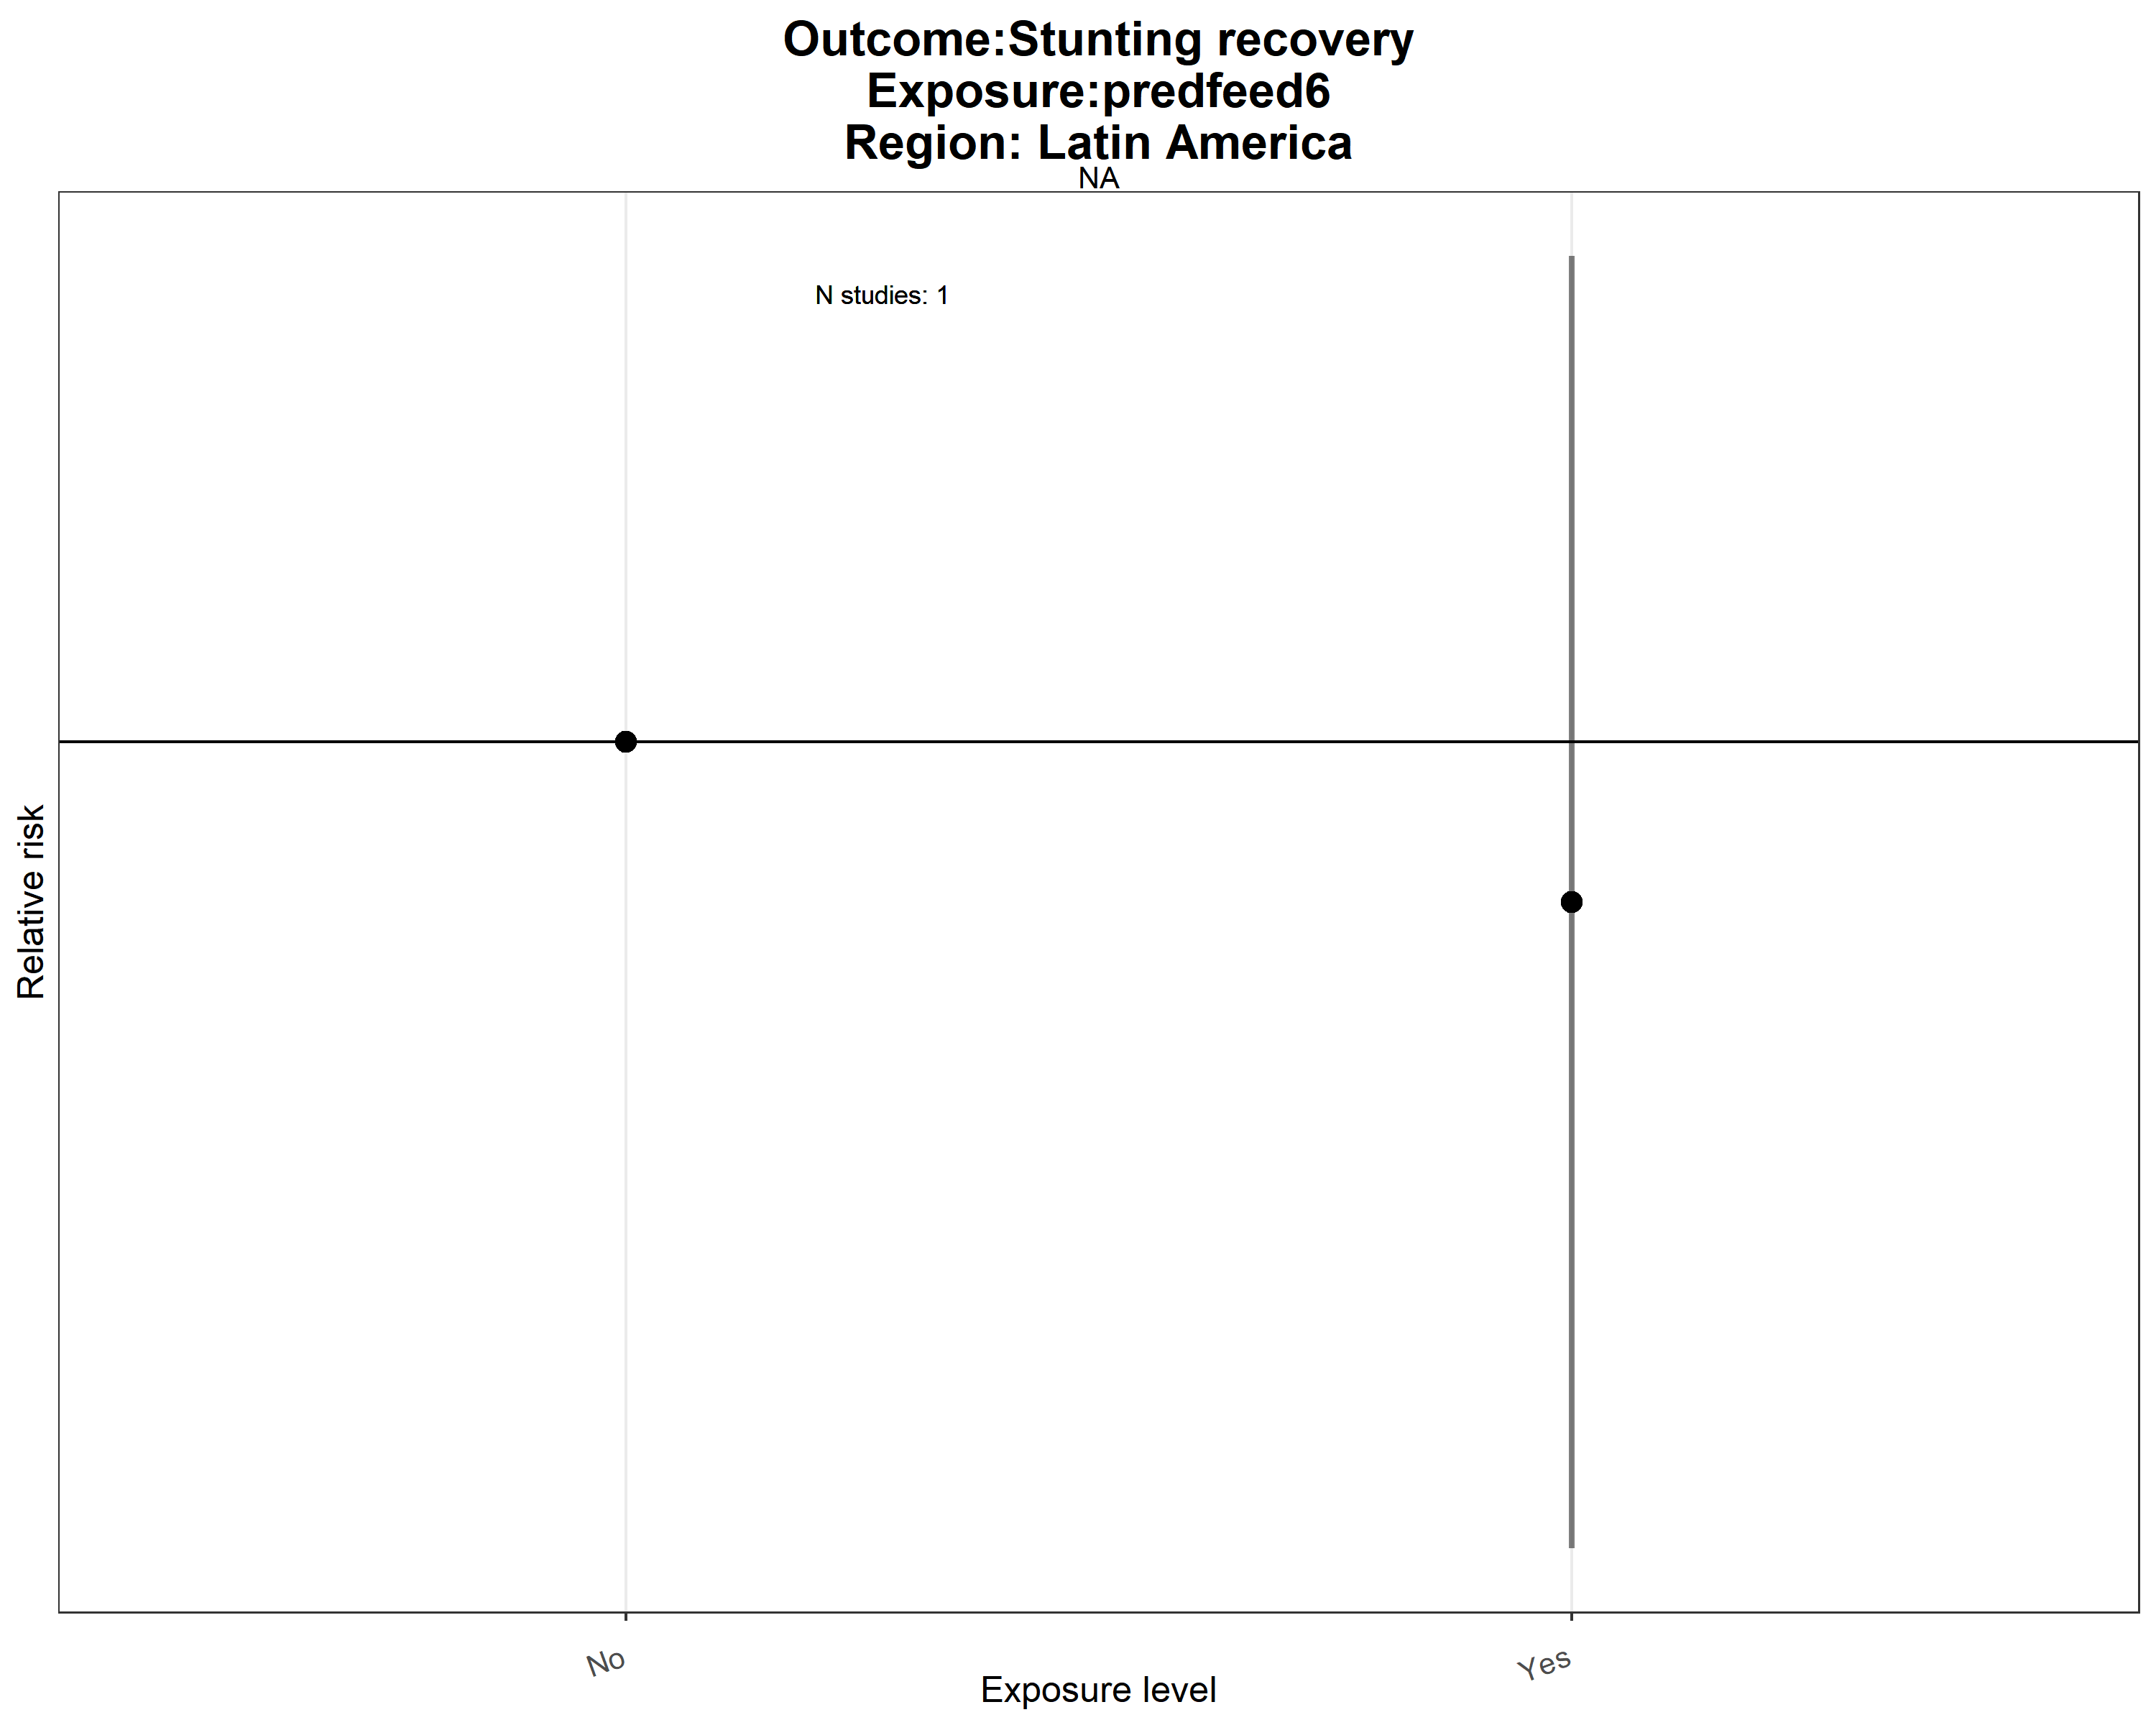 Outcome:Stunting recovery
Exposure:predfeed6
Region: Latin America
NA
N studies: 1
Relative risk
No
Yes
Exposure level